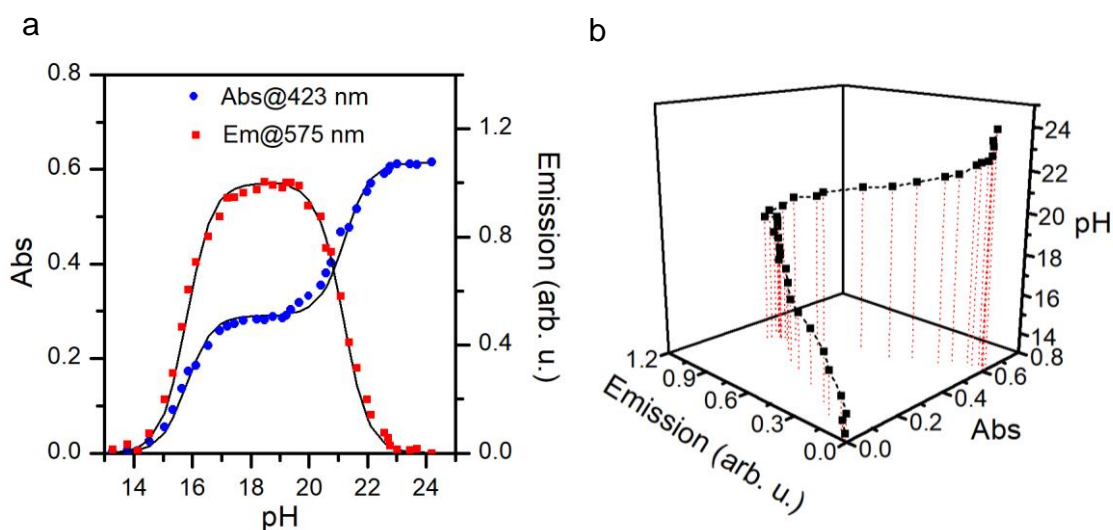 a
0.8
0.6
0.4
0.2
0.0
Abs
Abs@423 nm
Em@575 nm
1.2
0.8
0.4
0.0
Emission (arb. u.)
14 16 18 20 22 24
pH
b
24
22
20
18
16
14
pH
1.2 0.9 0.6 0.3 0.0
Emission (arb. u.)
0.0 0.2 0.4 0.6 0.8
Abs